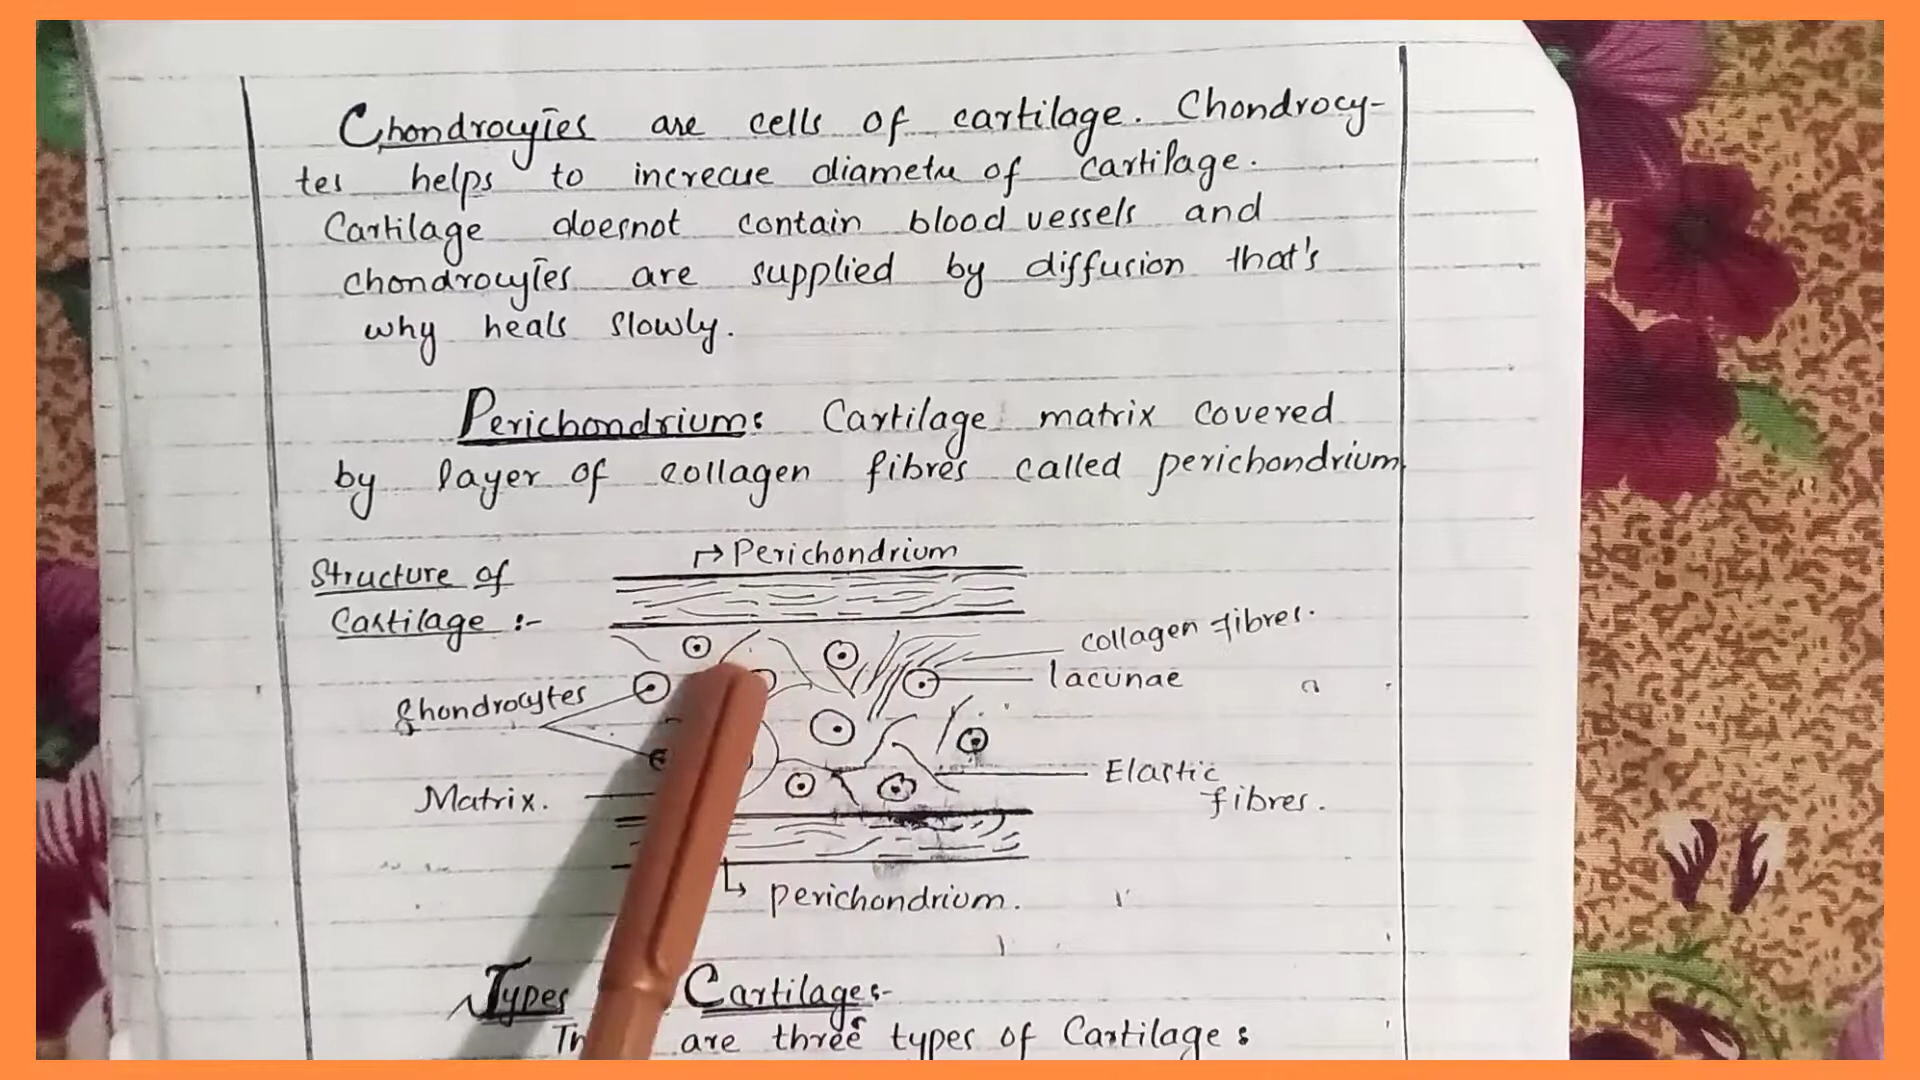 Chondrocytes are cells of cartilage. Chondrocy-
tes helps to increase diameter of cartilage.
Cartilage doesnot contain blood vessels and
chondrocytes are supplied by diffusion that's
why heals slowly.
Perichondrium: Cartilage matrix covered
by layer of collagen fibres called perichondrium
Structure of
Cartilage :-
Perichondrium
collagen fibres.
lacunae
Chondrocytes
Elastic
fibres.
Matrix.
perichondrium.
Types Cartilages-
are three types of Cartilage: